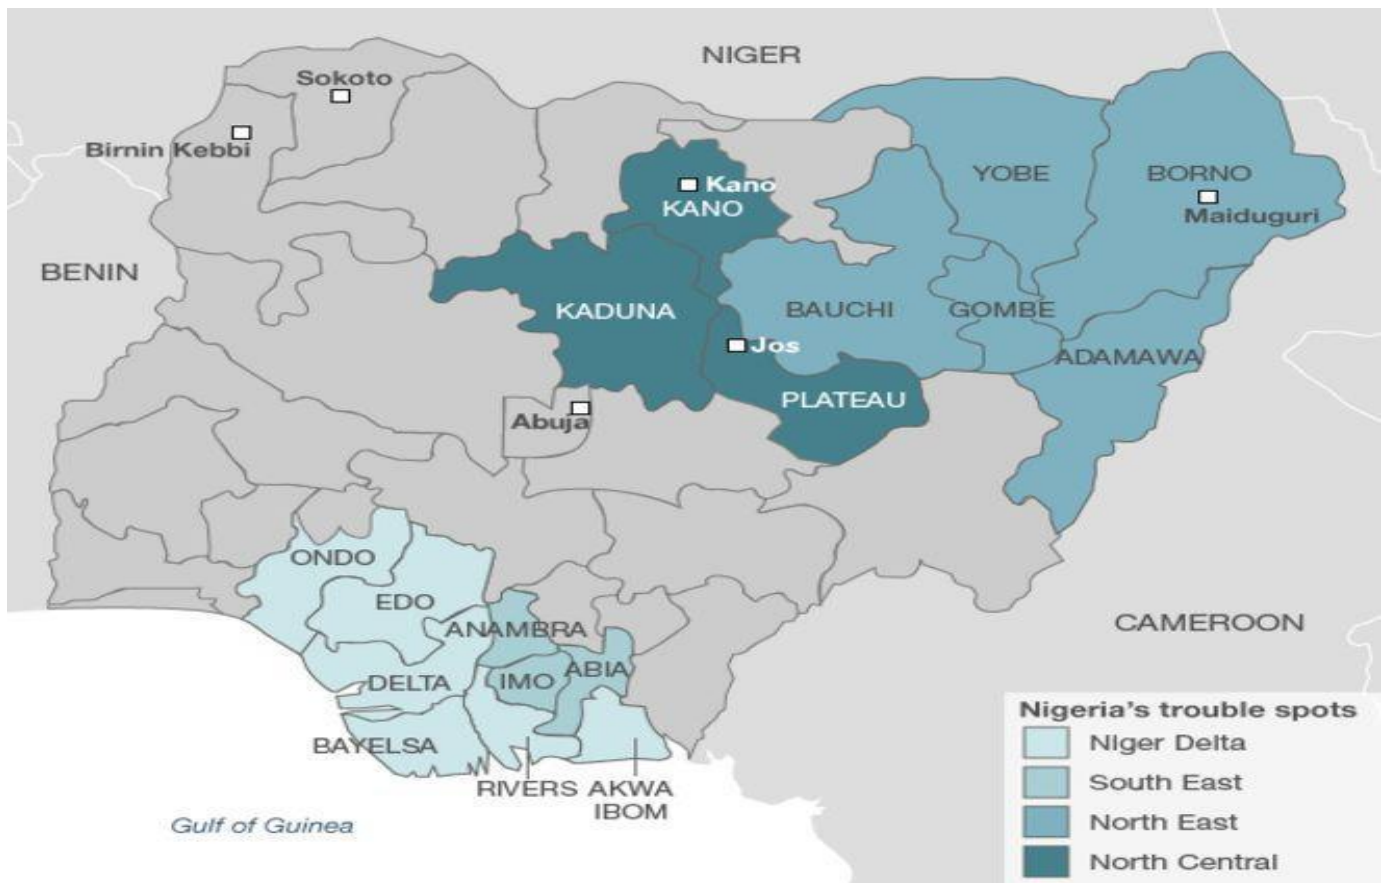 NIGER
Sokoto
Birnin Kebbi
Kano
KANO
YOBE
BORNO
Maiduguri
BENIN
KADUNA
BAUCHI
GOMBE
Jos
ADAMAWA
PLATEAU
Abuja
ONDO
EDO
ANAMBRA
CAMEROON
DELTA
IMO
ABIA
BAYELSA
RIVERS
AKWA
IBOM
Gulf of Guinea
Nigeria's trouble spots
Niger Delta
South East
North East
North Central